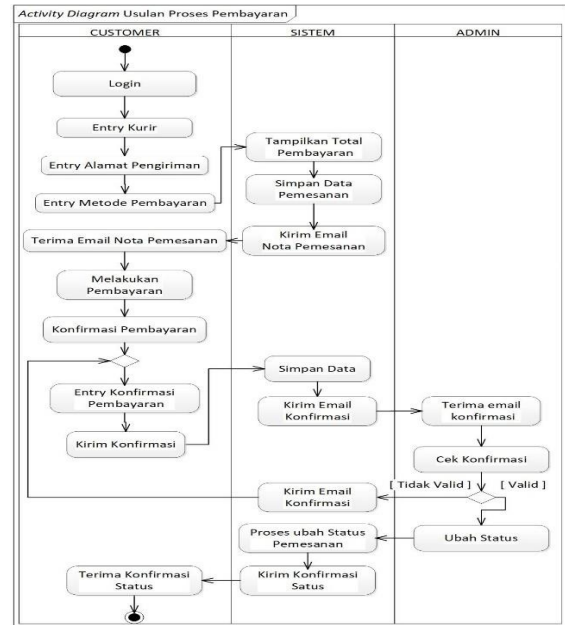 Activity Diagram Usulan Proses Pembayaran
CUSTOMER
SISTEM
ADMIN
Login
Entry Kurir
Entry Alamat Pengiriman
Entry Metode Pembayaran
Tampilkan Total
Pembayaran
Simpan Data
Pemesanan
Kirim Email
Nota Pemesanan
Terima Email Nota Pemesanan
Melakukan
Pembayaran
Konfirmasi Pembayaran
Entry Konfirmasi
Pembayaran
Kirim Konfirmasi
Simpan Data
Kirim Email
Konfirmasi
Terima email
konfirmasi
Cek Konfirmasi
[ Tidak Valid ]
[ Valid ]
Kirim Email
Konfirmasi
Ubah Status
Proses ubah Status
Pemesanan
Kirim Konfirmasi
Satus
Terima Konfirmasi
Status